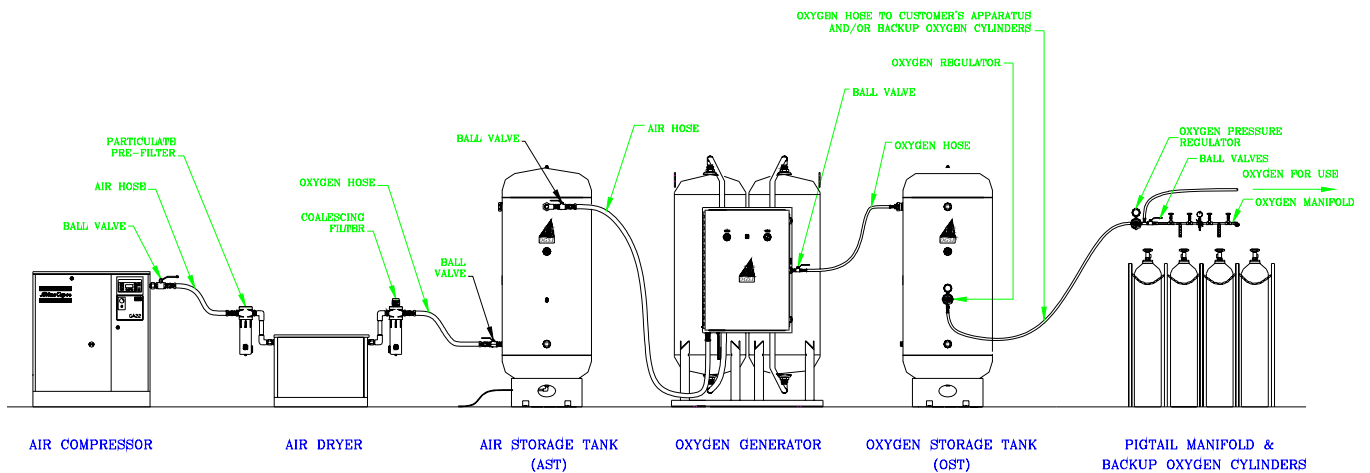 OXYGEN HOSE TO CUSTOMER'S APPARATUS
AND/OR BACKUP OXYGEN CYLINDERS
OXYGEN REGULATOR
BALL VALVE
AIR HOSE
BALL VALVE
PARTICULATE
PRE-FILTER
OXYGEN HOSE
OXYGEN PRESSURE
REGULATOR
BALL VALVES
OXYGEN FOR USE
OXYGEN MANIFOLD
AIR HOSE
OXYGEN HOSE
COALESCING
FILTER
BALL VALVE
BALL
VALVE
Atlas Copco
GA22
AIR COMPRESSOR
AIR DRYER
AIR STORAGE TANK
(AST)
OXYGEN GENERATOR
OXYGEN STORAGE TANK
(OST)
PIGTAIL MANIFOLD &
BACKUP OXYGEN CYLINDERS